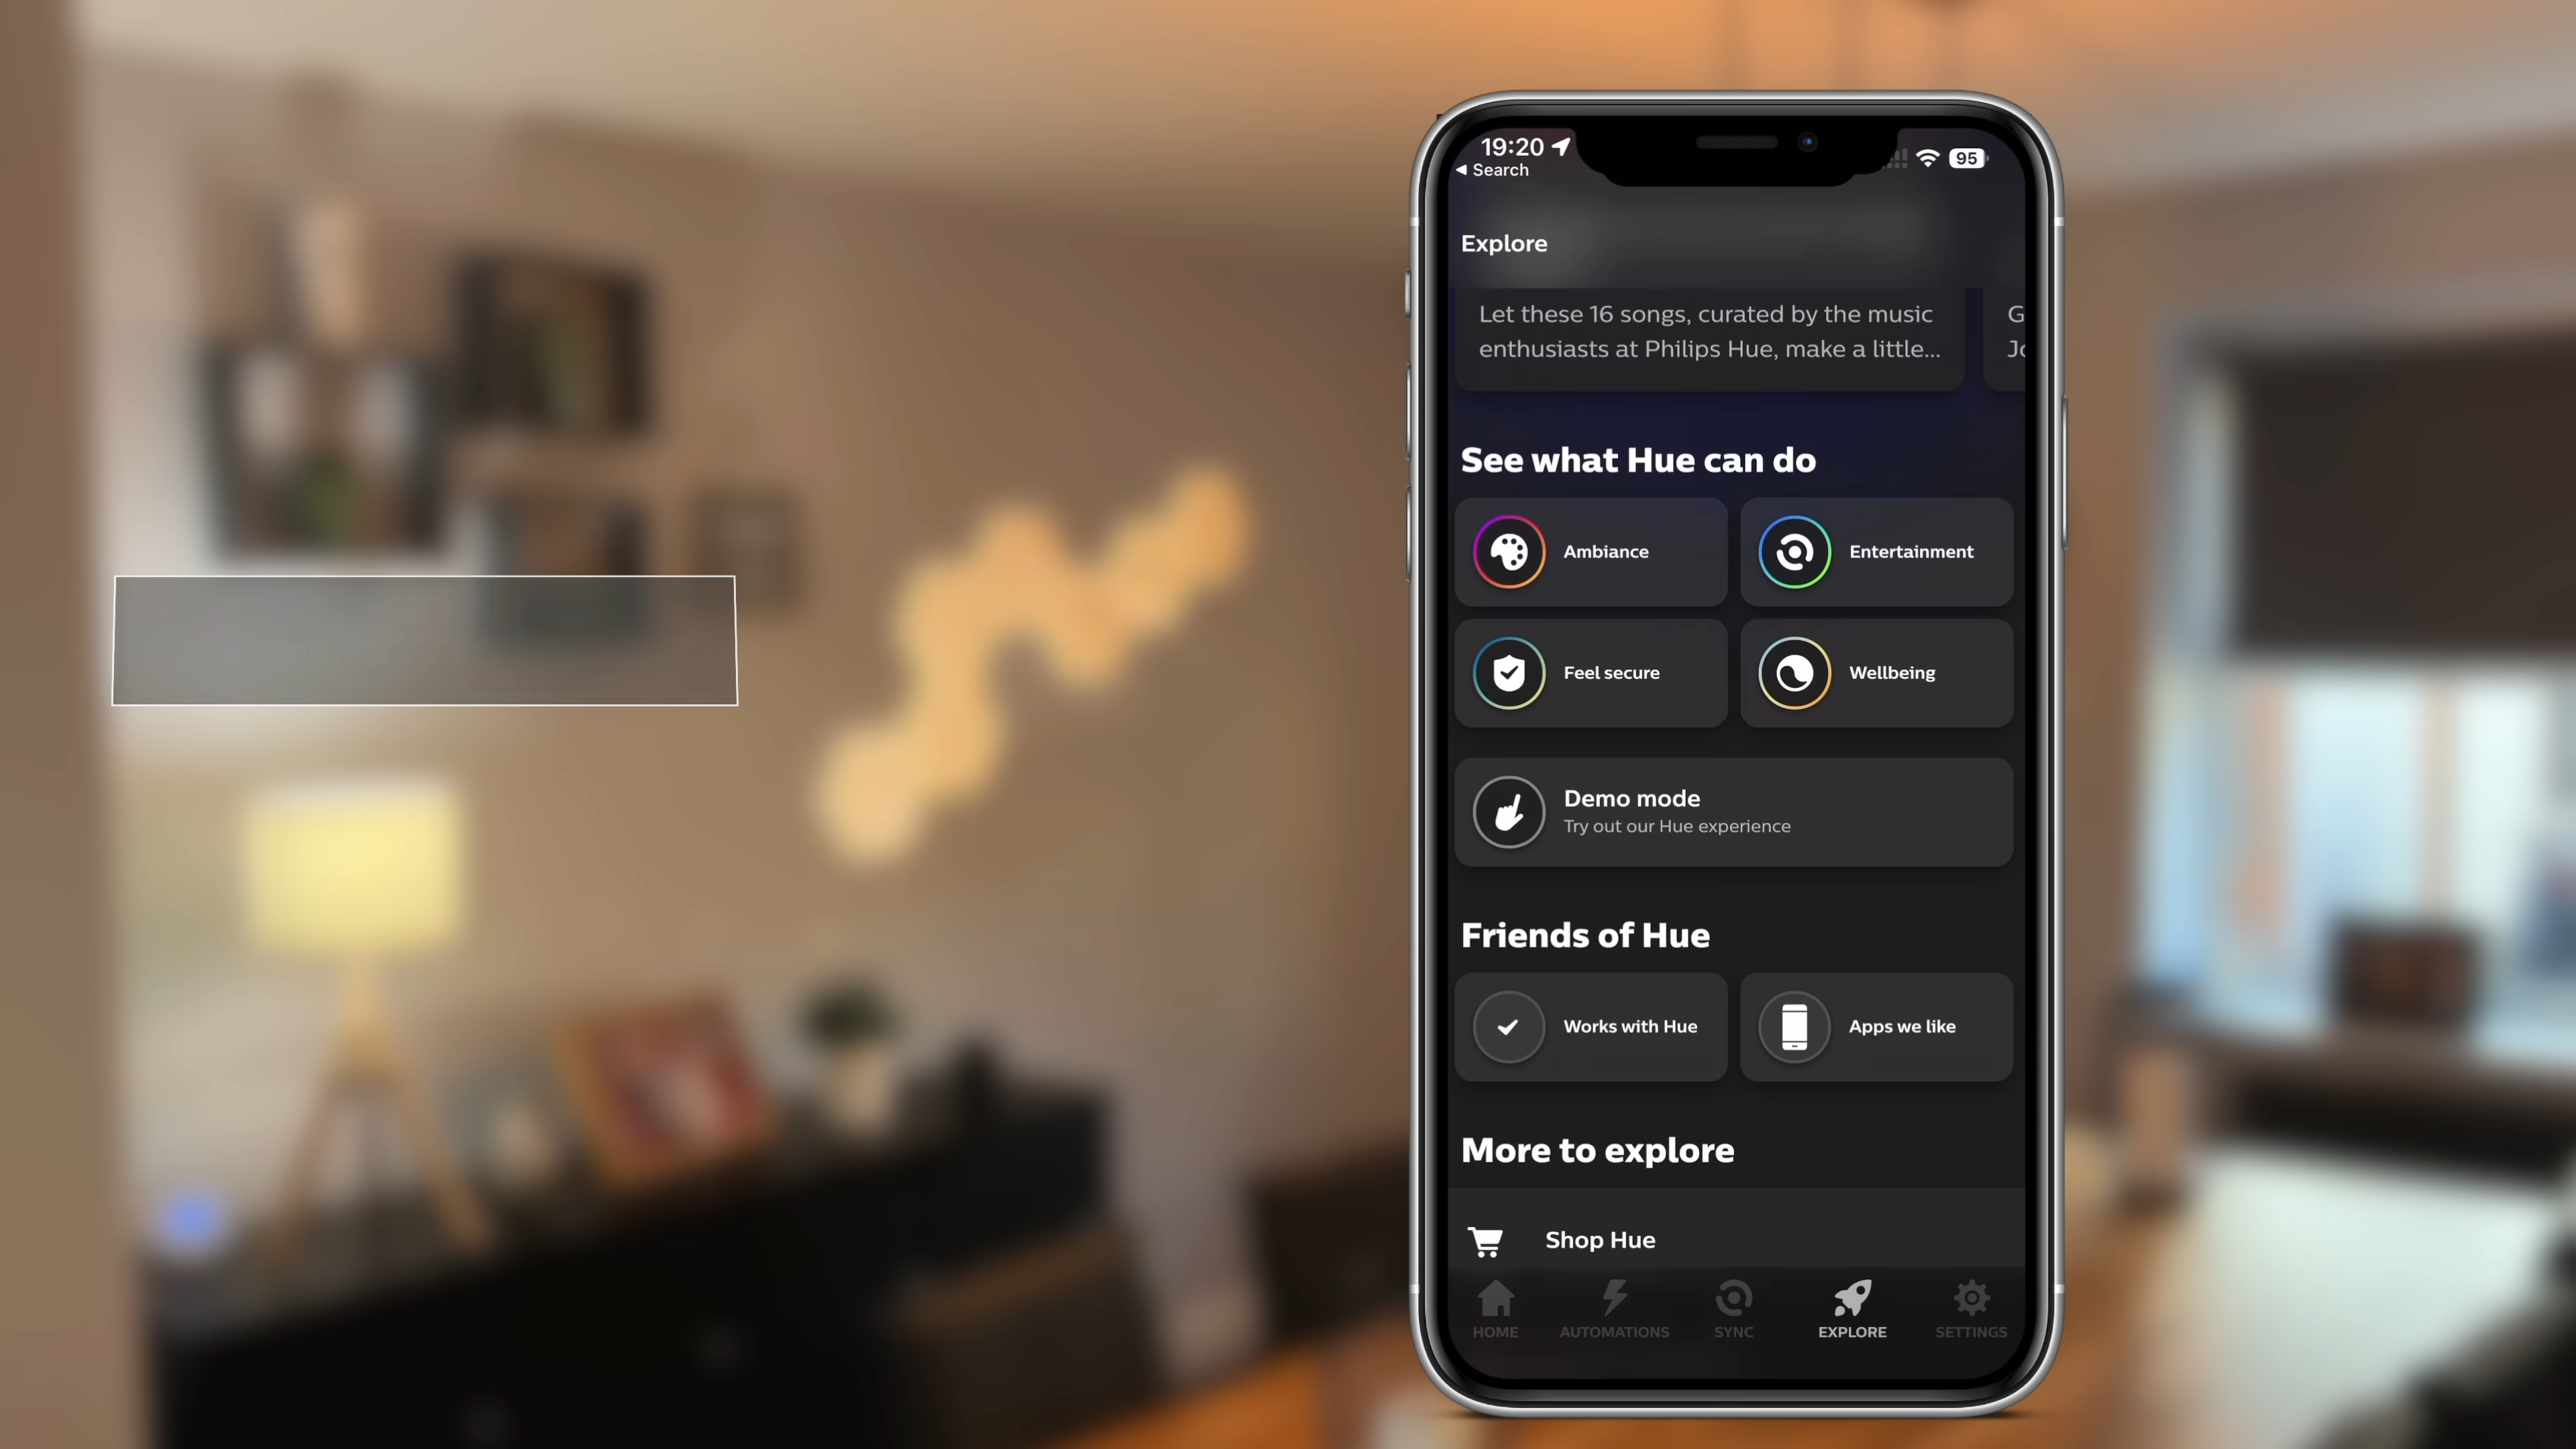 19:20
Search
95
Explore
Let these 16 songs, curated by the music
enthusiasts at Philips Hue, make a little...
G
Jo
See what Hue can do
Ambiance
Entertainment
Feel secure
Wellbeing
Demo mode
Try out our Hue experience
Friends of Hue
Works with Hue
Apps we like
More to explore
Shop Hue
HOME
AUTOMATIONS
SYNC
EXPLORE
SETTINGS